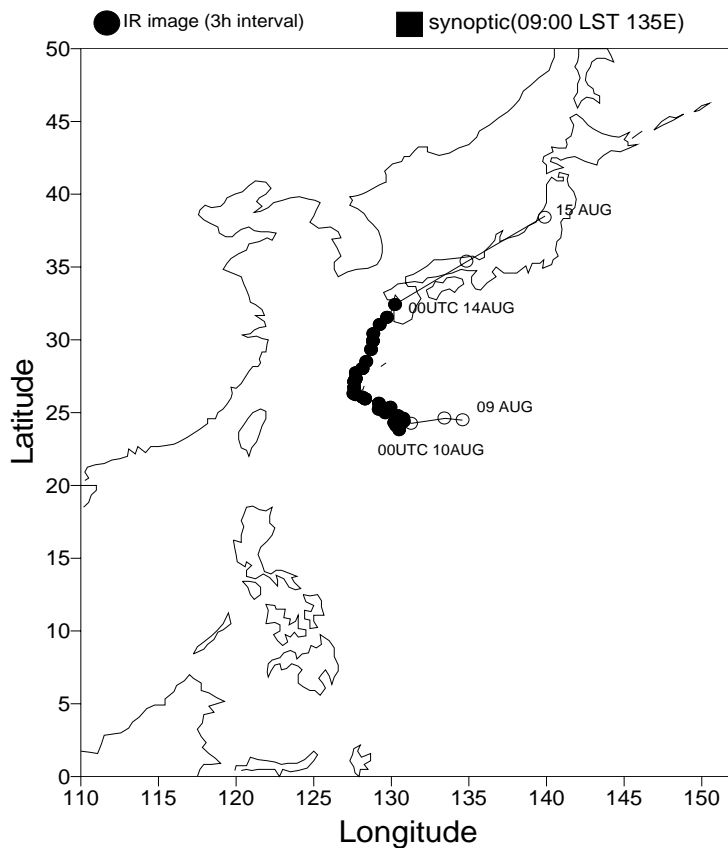 IR image (3h interval)
synoptic(09:00 LST 135E)
50
45
40
35
30
25
20
15
10
5
0
Latitude
15 AUG
00UTC 14AUG
09 AUG
00UTC 10AUG
110 115 120 125 130 135 140 145 150
Longitude